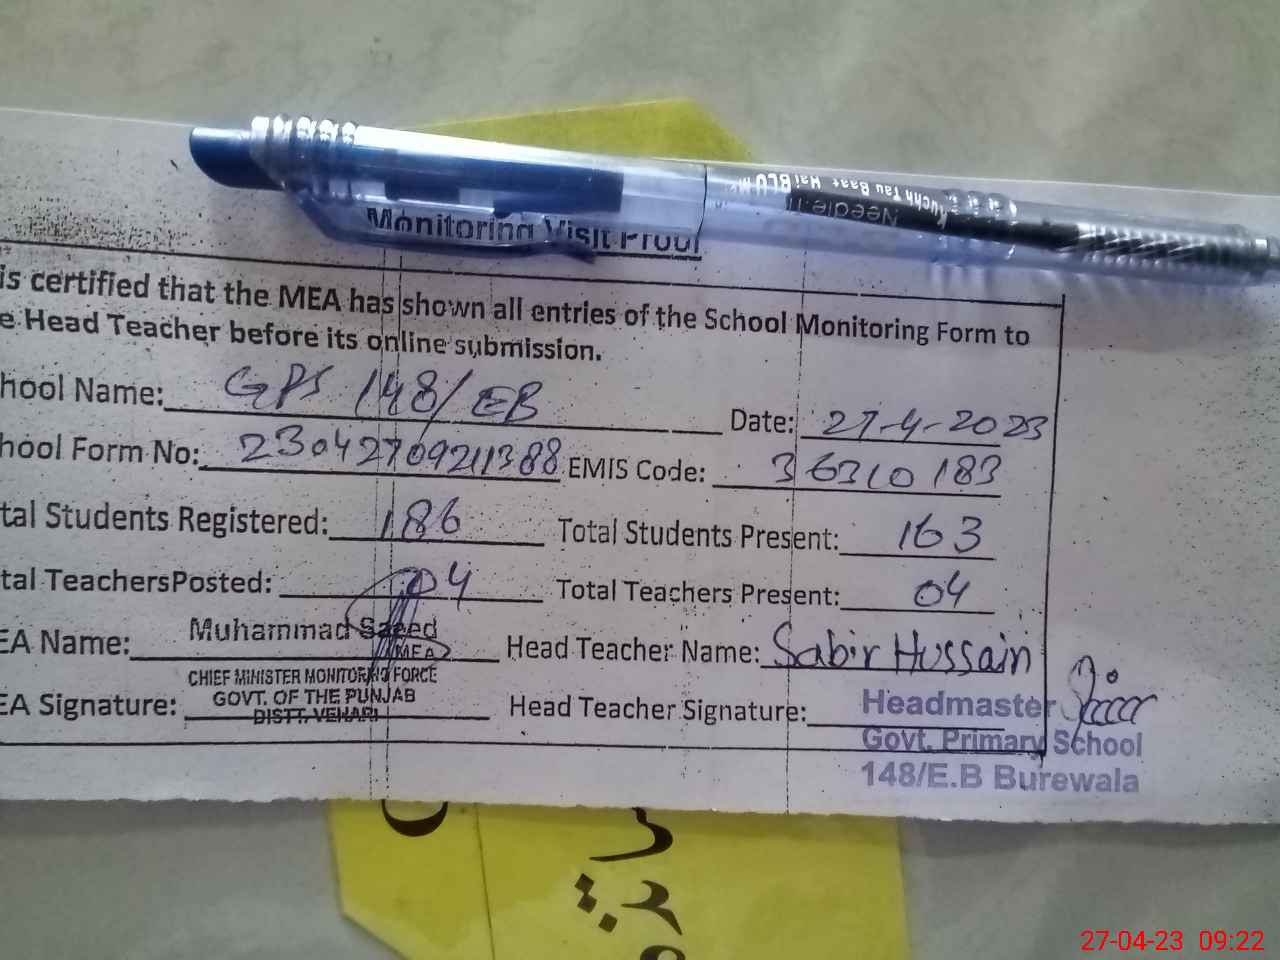 Kuchh Tau Baat Hai BLU
Needle
Monitoring Visit Proof
is certified that the MEA has shown all entries of the School Monitoring Form to
e Head Teacher before its online submission.
hool Name: GPS 148/EB Date: 27-4-2023
hool Form No: 23042709211388 EMIS Code: 36310183
tal Students Registered: 186 Total Students Present: 163
tal TeachersPosted: 04 Total Teachers Present: 04
EA Name: Muhammad Saeed Head Teacher Name: Sabir Hussain
MEA
CHIEF MINISTER MONITORING FORCE
GOVT. OF THE PUNJAB
EA Signature: DISTT. VEHARI Head Teacher Signature:
Headmaster
Govt. Primary School
148/E.B Burewala
27-04-23 09:22